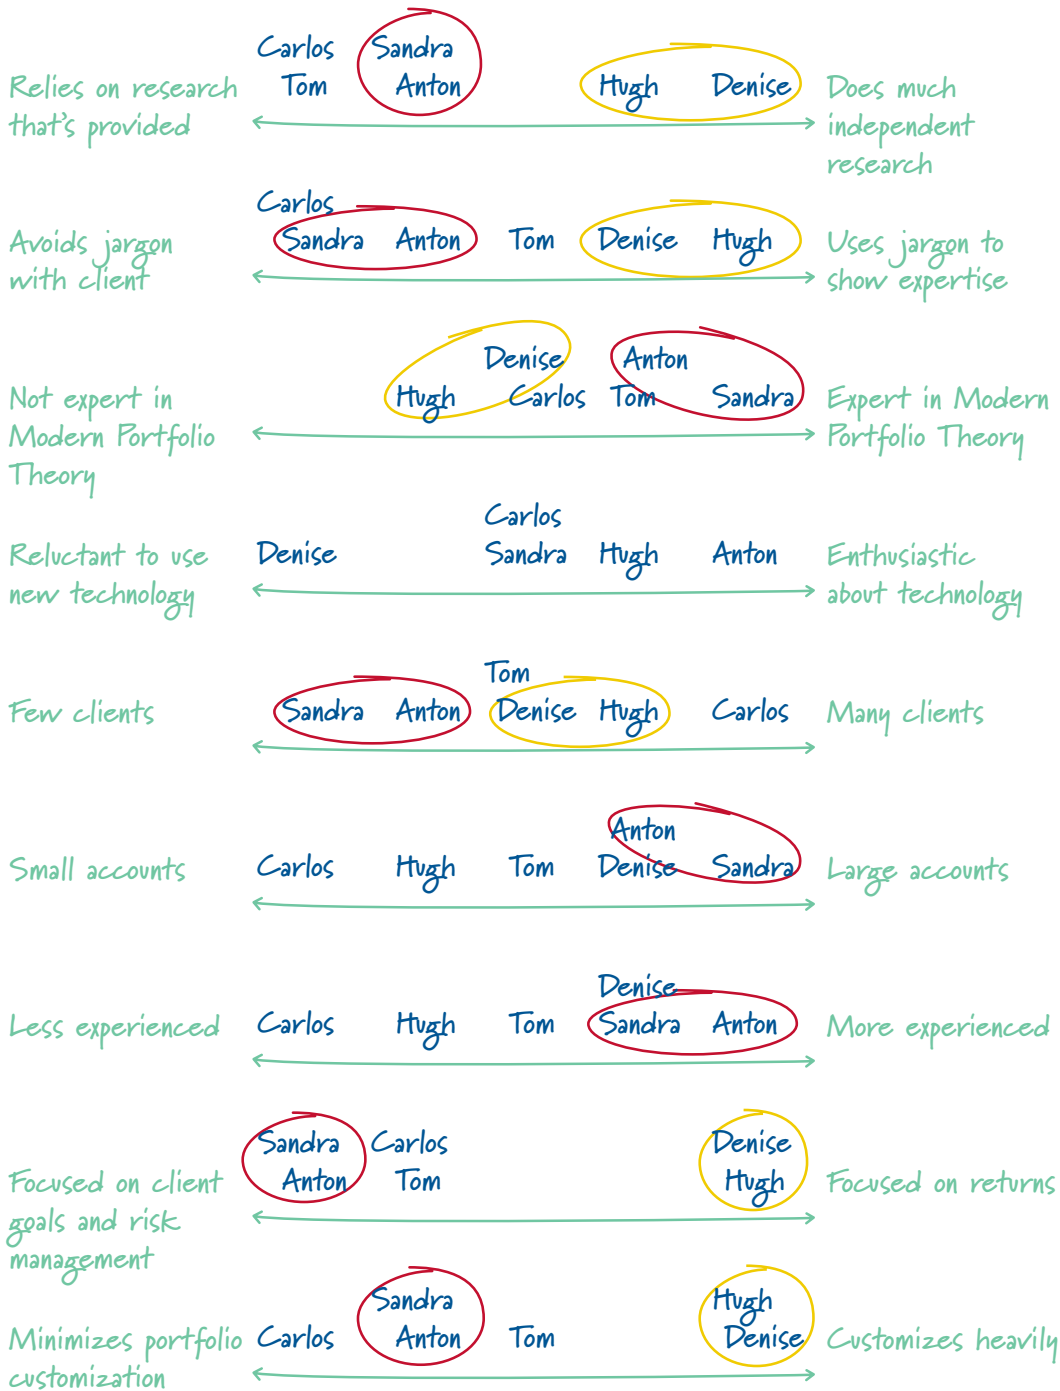 Carlos Sandra
Relies on research Tom Anton Hugh Denise Does much
that's provided independent
research
Carlos
Avoids jargon Sandra Anton Tom Denise Hugh Uses jargon to
with client show expertise
Denise Anton
Not expert in Hugh Carlos Tom Sandra Expert in Modern
Modern Portfolio Portfolio Theory
Theory
Carlos
Reluctant to use Denise Sandra Hugh Anton Enthusiastic
new technology about technology
Tom
Few clients Sandra Anton Denise Hugh Carlos Many clients
Anton
Small accounts Carlos Hugh Tom Denise Sandra Large accounts
Denise
Less experienced Carlos Hugh Tom Sandra Anton More experienced
Sandra Carlos Denise
Focused on client Anton Tom Hugh Focused on returns
goals and risk
management
Sandra Hugh
Minimizes portfolio Carlos Anton Tom Denise Customizes heavily
customization